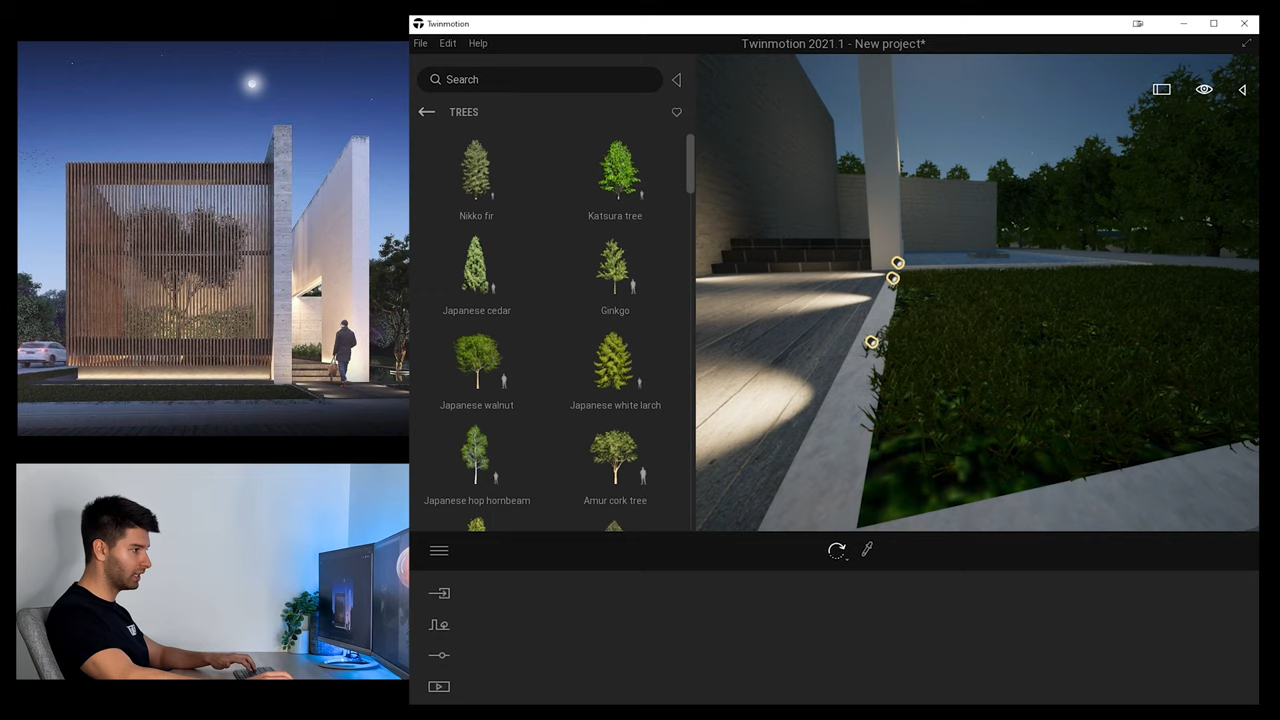 Twinmotion
File Edit Help
Twinmotion 2021.1 - New project*
Search
TREES
Nikko fir
Katsura tree
Japanese cedar
Ginkgo
Japanese walnut
Japanese white larch
Japanese hop hornbeam
Amur cork tree